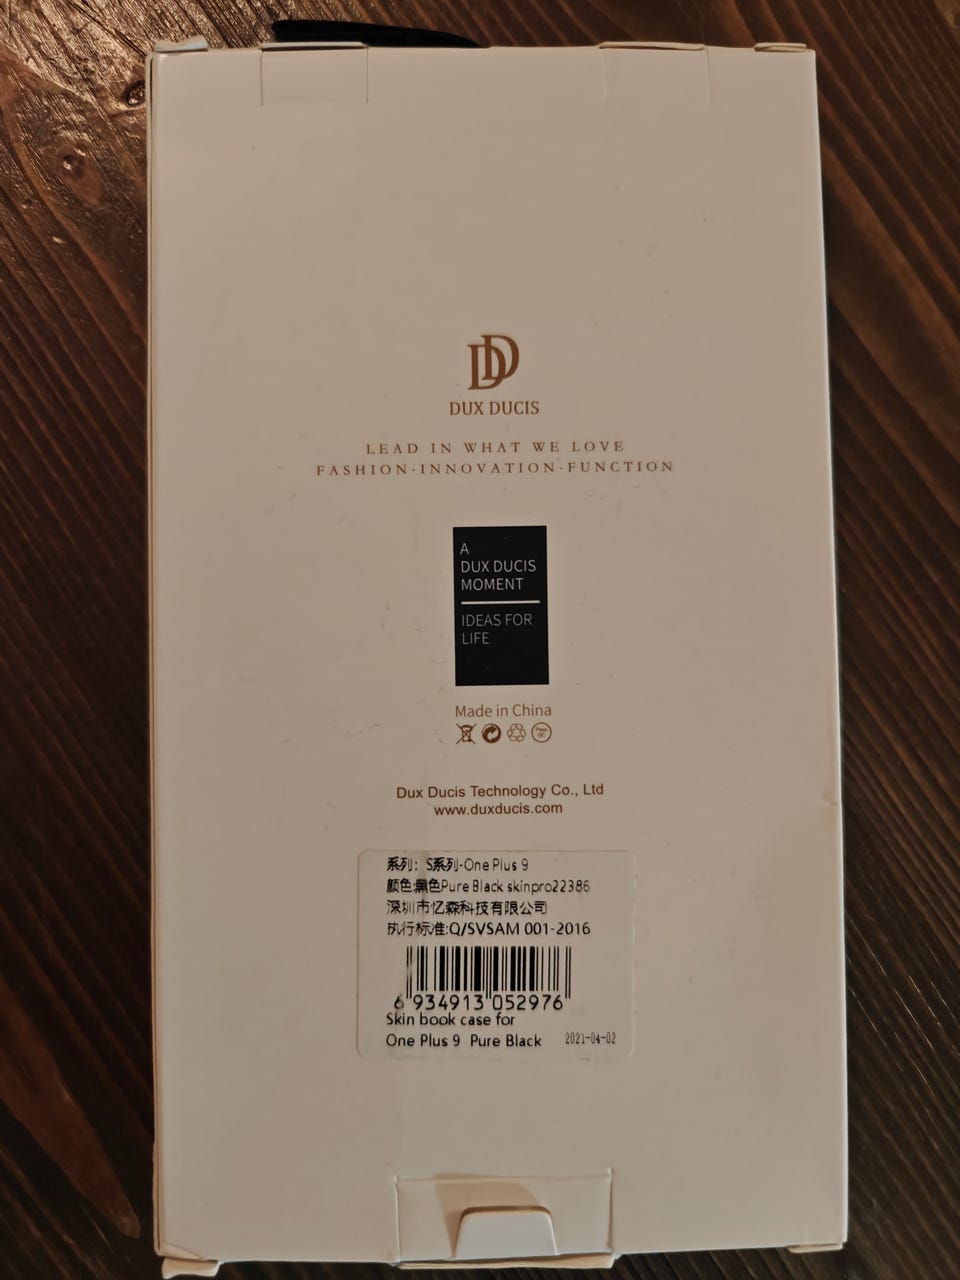 DD
DUX DUCIS
LEAD IN WHAT WE LOVE
FASHION·INNOVATION·FUNCTION
A
DUX DUCIS
MOMENT
IDEAS FOR
LIFE
Made in China
Pass
QC
Dux Ducis Technology Co., Ltd
www.duxducis.com
系列：S系列-One Plus 9
颜色:黑色Pure Black skinpro22386
深圳市忆森科技有限公司
执行标准:Q/SVSAM 001-2016
6 934913 052976
Skin book case for
One Plus 9 Pure Black 2021-04-02